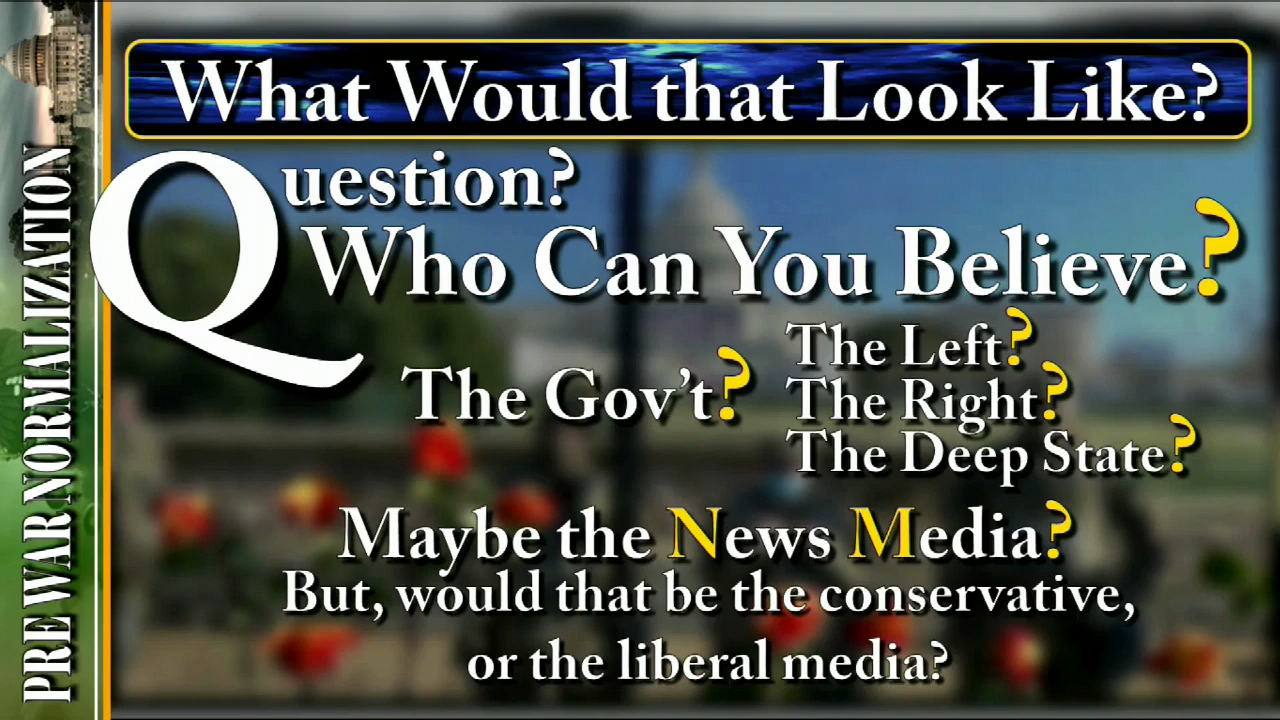 PRE WAR NORMALIZATION
What Would that Look Like?
Question?
Who Can You Believe?
The Gov't?
The Left?
The Right?
The Deep State?
Maybe the News Media?
But, would that be the conservative,
or the liberal media?